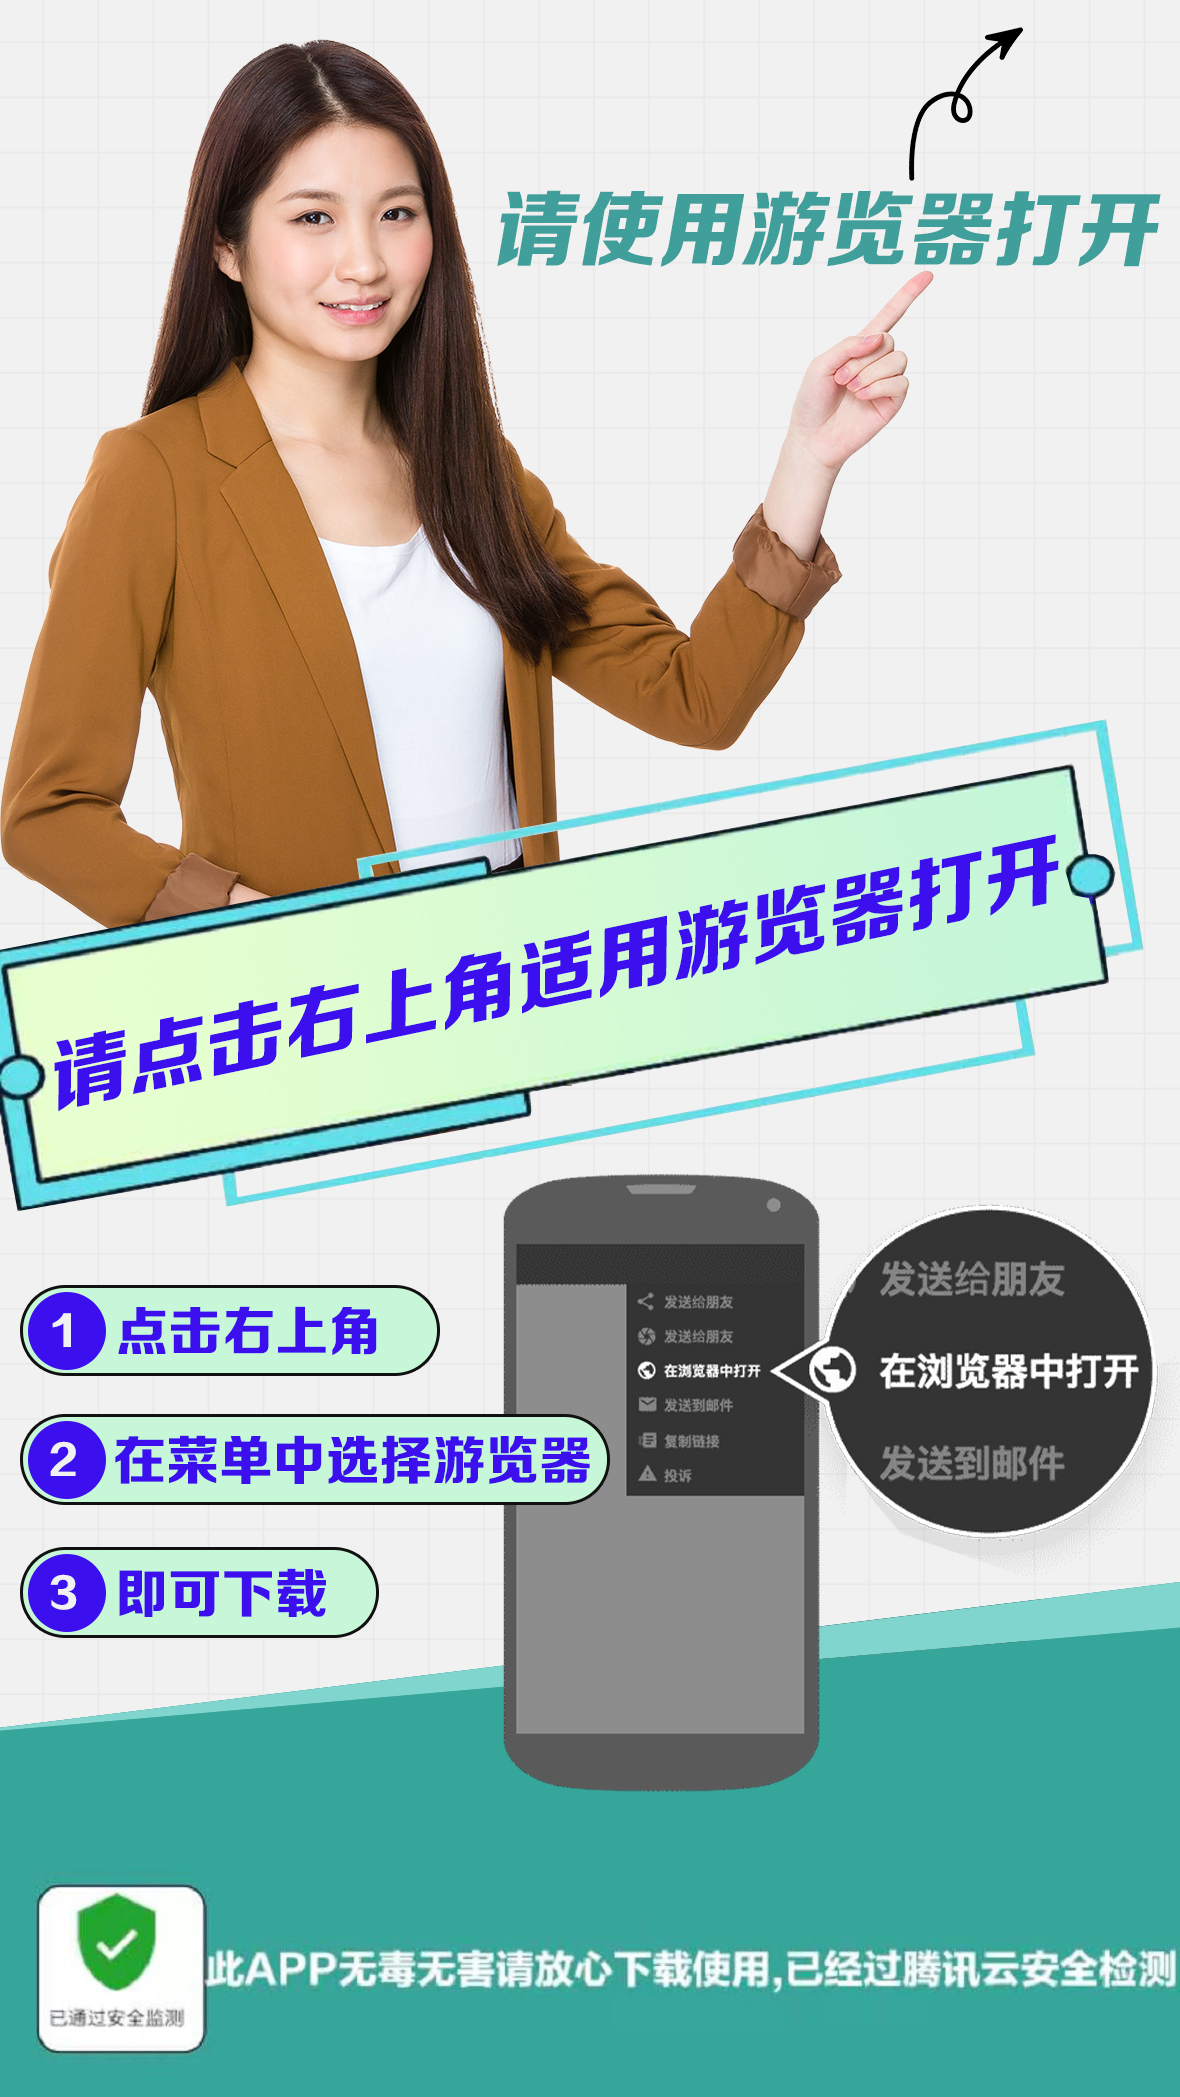 请使用游览器打开
请点击右上角适用游览器打开
1 点击右上角
2 在菜单中选择游览器
3 即可下载
发送给朋友
发送给朋友
在浏览器中打开
发送到邮件
复制链接
投诉
发送给朋友
在浏览器中打开
发送到邮件
已通过安全监测
此APP无毒无害请放心下载使用,已经过腾讯云安全检测